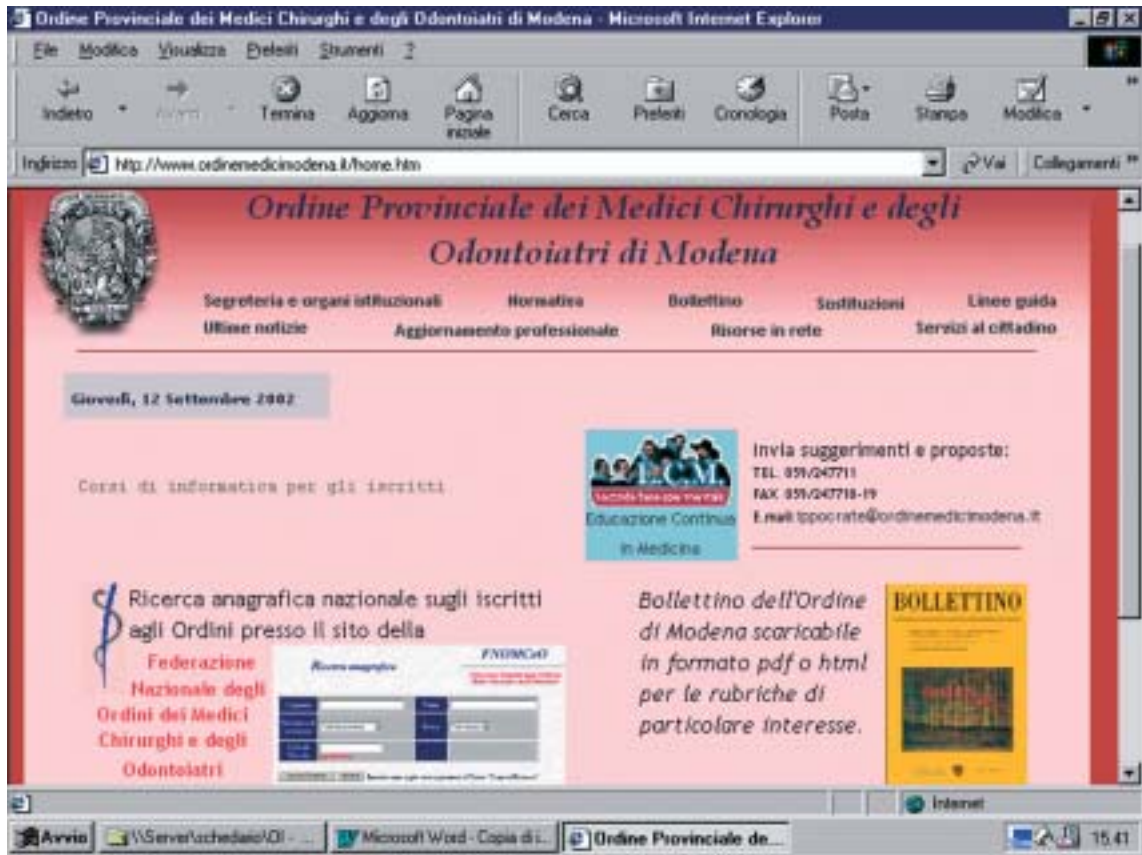 Ordine Provinciale dei Medici Chirurghi e degli Odontoiatri di Modena - Microsoft Internet Explorer
File Modifica Visualizza Preferiti Strumenti ?
Indietro Avanti Termina Aggiorna Pagina iniziale Cerca Preferiti Cronologia Posta Stampa Modifica
Indirizzo http://www.ordinemedicimodena.it/home.htm Vai Collegamenti
Ordine Provinciale dei Medici Chirurghi e degli
Odontoiatri di Modena
Segreteria e organi istituzionali Normativa Bollettino Sostituzioni Linee guida
Ultime notizie Aggiornamento professionale Risorse in rete Servizi al cittadino
Giovedì, 12 Settembre 2002
Corsi di informatica per gli iscritti
E.C.M.
Educazione Continua
in Medicina
Invia suggerimenti e proposte:
TEL. 059/247711
FAX 059/247718-19
E.mail: ippocrate@ordinemedicimodena.it
Ricerca anagrafica nazionale sugli iscritti
agli Ordini presso il sito della
Federazione
Nazionale degli
Ordini dei Medici
Chirurghi e degli
Odontoiatri
Ricerca anagrafica
FNOMCeO
Bollettino dell'Ordine
di Modena scaricabile
in formato pdf o html
per le rubriche di
particolare interesse.
BOLLETTINO
Internet
Avvio \\Server\schedario\OI - ... Microsoft Word - Copia di i... Ordine Provinciale de... 15.41